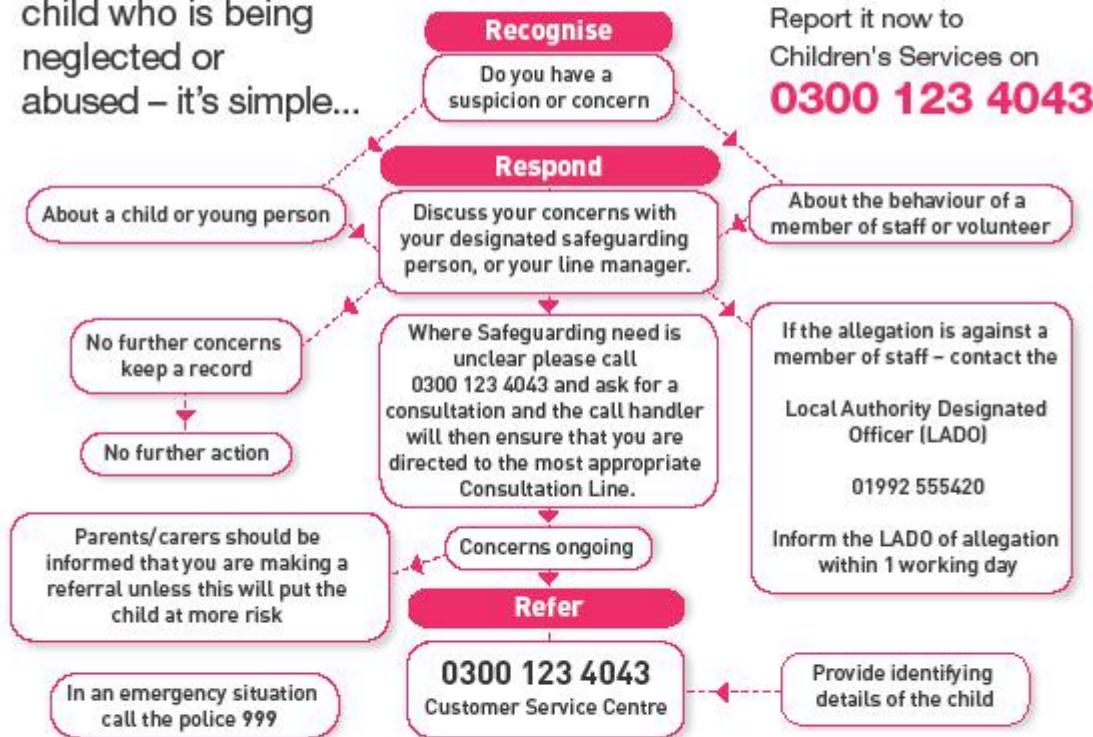 child who is being
neglected or
abused – it's simple...
Report it now to
Children's Services on
0300 123 4043
Recognise
Do you have a
suspicion or concern
Respond
About a child or young person
Discuss your concerns with
your designated safeguarding
person, or your line manager.
About the behaviour of a
member of staff or volunteer
No further concerns
keep a record
No further action
Where Safeguarding need is
unclear please call
0300 123 4043 and ask for a
consultation and the call handler
will then ensure that you are
directed to the most appropriate
Consultation Line.
If the allegation is against a
member of staff – contact the
Local Authority Designated
Officer (LADO)
01992 555420
Inform the LADO of allegation
within 1 working day
Concerns ongoing
Parents/carers should be
informed that you are making a
referral unless this will put the
child at more risk
Refer
0300 123 4043
Customer Service Centre
Provide identifying
details of the child
In an emergency situation
call the police 999